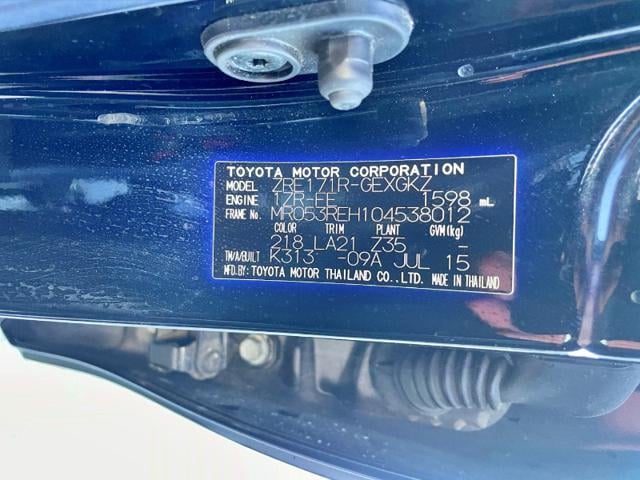 TOYOTA MOTOR CORPORATION
MODEL ZRE171R-GEXGKZ
ENGINE 1ZR-FE 1598 mL
FRAME No. MR053REH104538012
COLOR TRIM PLANT GVM(kg)
218 LA21 Z35 –
T/A/BUILT K313 -09A JUL 15
MFD.BY: TOYOTA MOTOR THAILAND CO.,LTD. MADE IN THAILAND